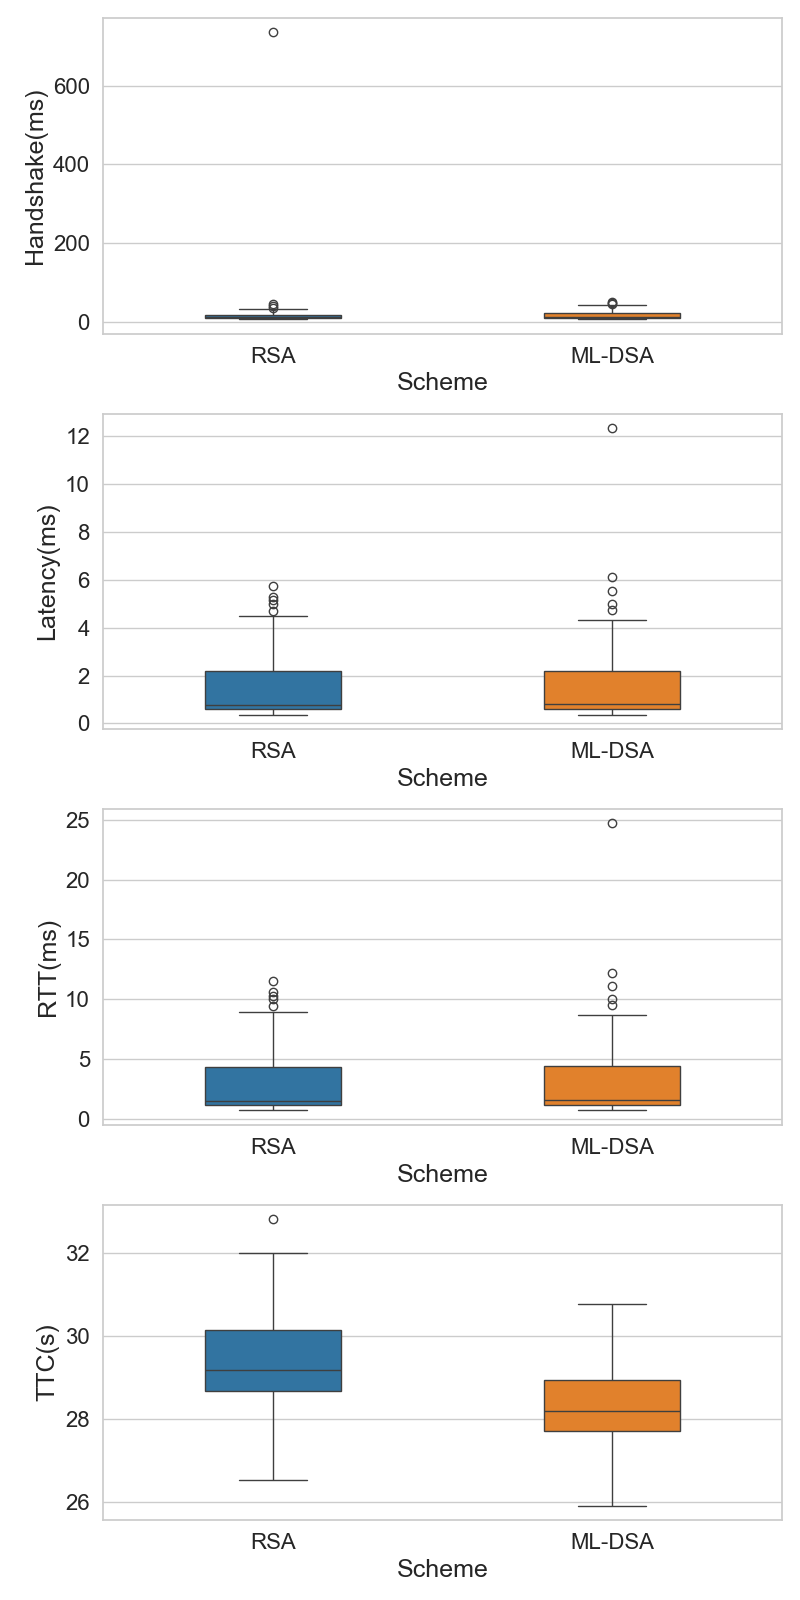 Handshake(ms)
600
400
200
0
RSA ML-DSA
Scheme
Latency(ms)
12
10
8
6
4
2
0
RSA ML-DSA
Scheme
RTT(ms)
25
20
15
10
5
0
RSA ML-DSA
Scheme
TTC(s)
32
30
28
26
RSA ML-DSA
Scheme